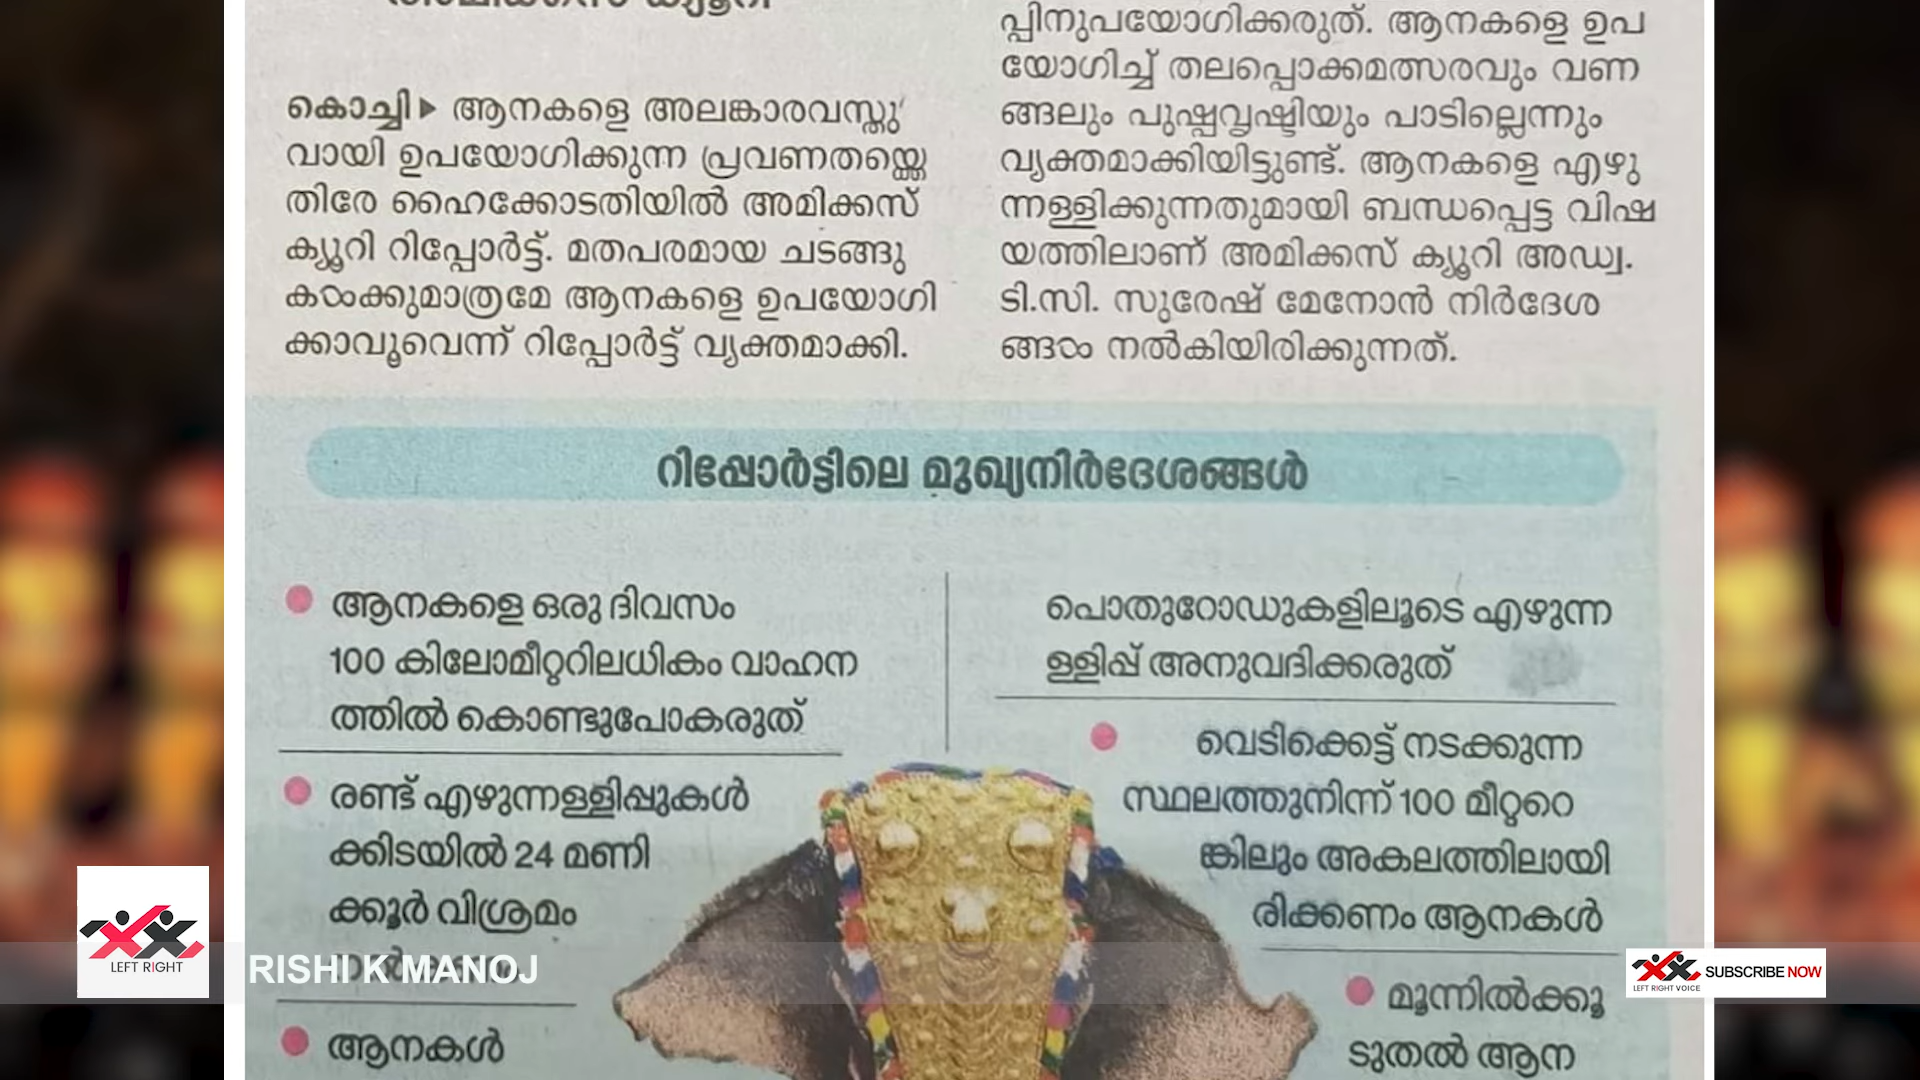 കൊച്ചി ▸ ആനകളെ അലങ്കാരവസ്തു
വായി ഉപയോഗിക്കുന്ന പ്രവണതയ്ക്കെ
തിരേ ഹൈക്കോടതിയിൽ അമിക്കസ്
ക്യൂറി റിപ്പോർട്ട്. മതപരമായ ചടങ്ങു
കൾക്കുമാത്രമേ ആനകളെ ഉപയോഗി
ക്കാവൂവെന്ന് റിപ്പോർട്ട് വ്യക്തമാക്കി.
പ്പിനുപയോഗിക്കരുത്. ആനകളെ ഉപ
യോഗിച്ച് തലപ്പൊക്കമത്സരവും വണ
ങ്ങലും പുഷ്പവൃഷ്ടിയും പാടില്ലെന്നും
വ്യക്തമാക്കിയിട്ടുണ്ട്. ആനകളെ എഴു
ന്നള്ളിക്കുന്നതുമായി ബന്ധപ്പെട്ട വിഷ
യത്തിലാണ് അമിക്കസ് ക്യൂറി അഡ്വ.
ടി.സി. സുരേഷ് മേനോൻ നിർദേശ
ങ്ങൾ നൽകിയിരിക്കുന്നത്.
റിപ്പോർട്ടിലെ മുഖ്യനിർദേശങ്ങൾ
ആനകളെ ഒരു ദിവസം
100 കിലോമീറ്ററിലധികം വാഹന
ത്തിൽ കൊണ്ടുപോകരുത്
രണ്ട് എഴുന്നള്ളിപ്പുകൾ
ക്കിടയിൽ 24 മണി
ക്കൂർ വിശ്രമം
ആനകൾ
പൊതുറോഡുകളിലൂടെ എഴുന്ന
ള്ളിപ്പ് അനുവദിക്കരുത്
വെടിക്കെട്ട് നടക്കുന്ന
സ്ഥലത്തുനിന്ന് 100 മീറ്ററെ
ങ്കിലും അകലത്തിലായി
രിക്കണം ആനകൾ
മൂന്നിൽക്കൂ
ടുതൽ ആന
LEFT RIGHT
RISHI K MANOJ
LEFT RIGHT VOICE
SUBSCRIBE NOW